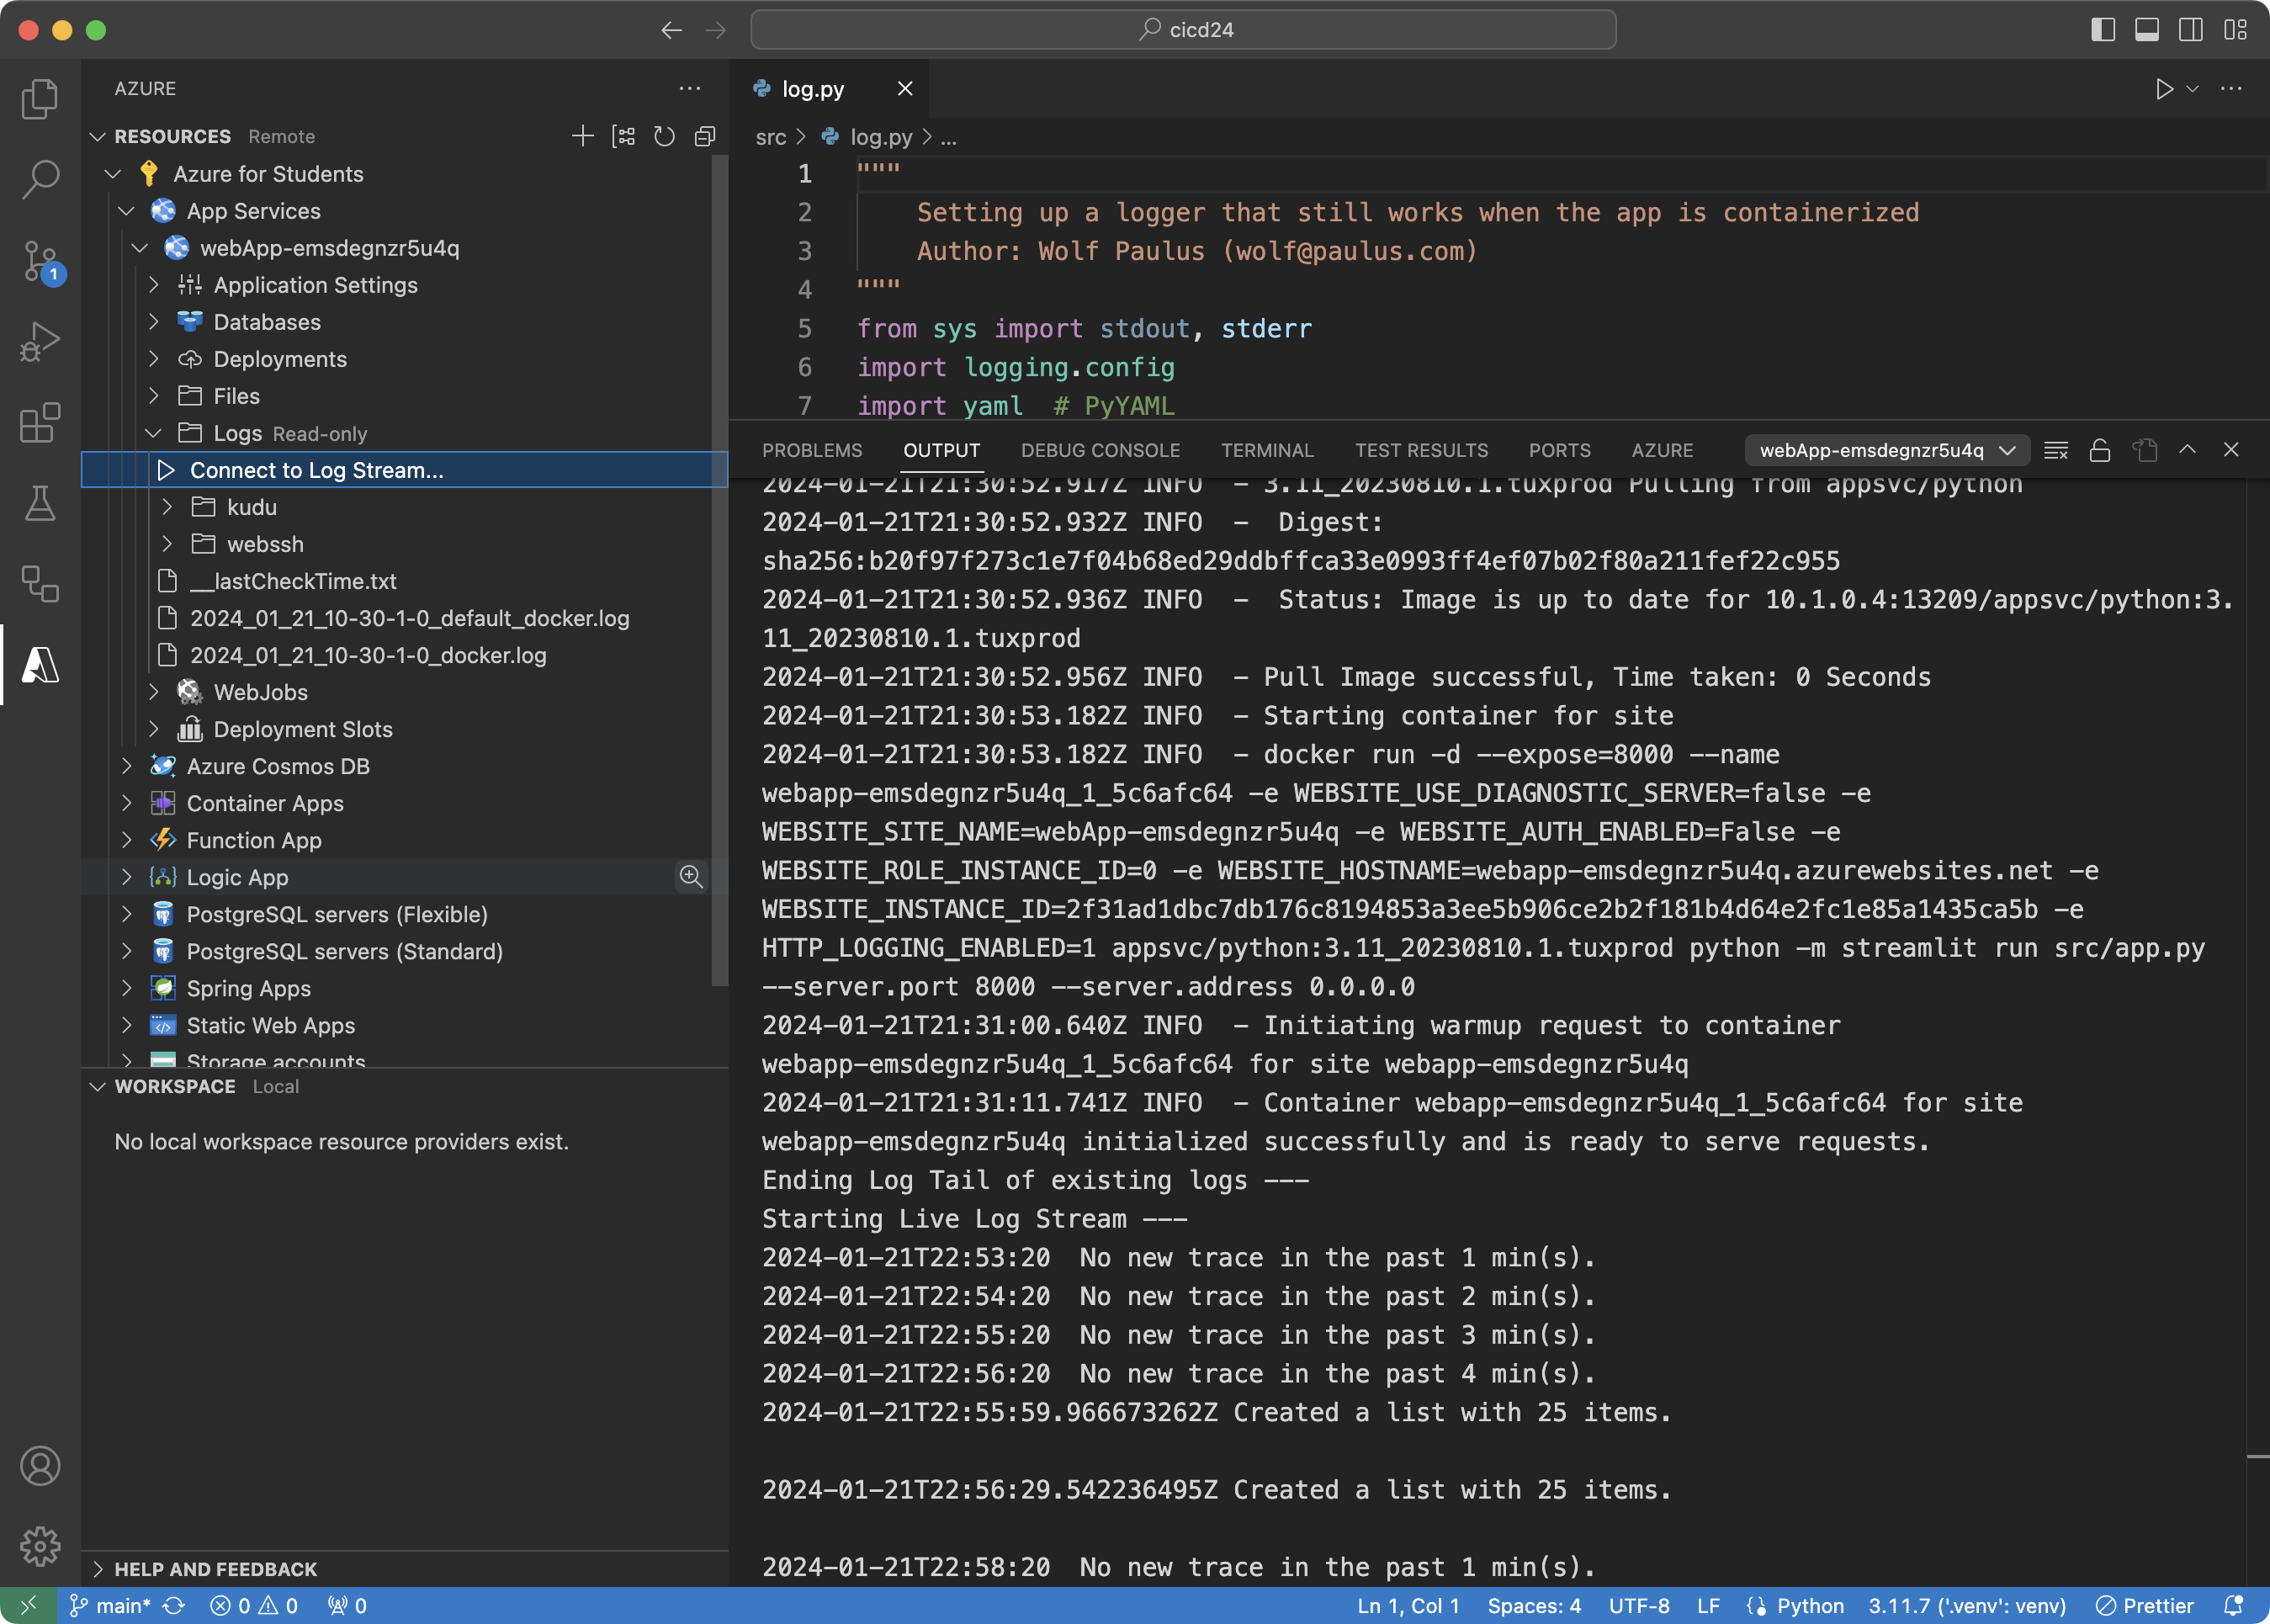 cicd24
AZURE
RESOURCES Remote
Azure for Students
App Services
webApp-emsdegnzr5u4q
Application Settings
Databases
Deployments
Files
Logs Read-only
Connect to Log Stream...
kudu
webssh
__lastCheckTime.txt
2024_01_21_10-30-1-0_default_docker.log
2024_01_21_10-30-1-0_docker.log
WebJobs
Deployment Slots
Azure Cosmos DB
Container Apps
Function App
Logic App
PostgreSQL servers (Flexible)
PostgreSQL servers (Standard)
Spring Apps
Static Web Apps
Storage accounts
WORKSPACE Local
No local workspace resource providers exist.
HELP AND FEEDBACK
1
log.py
src > log.py > ...
1 """
2 Setting up a logger that still works when the app is containerized
3 Author: Wolf Paulus (wolf@paulus.com)
4 """
5 from sys import stdout, stderr
6 import logging.config
7 import yaml # PyYAML
PROBLEMS OUTPUT DEBUG CONSOLE TERMINAL TEST RESULTS PORTS AZURE webApp-emsdegnzr5u4q
2024-01-21T21:30:52.917Z INFO - 3.11_20230810.1.tuxprod Pulling from appsvc/python
2024-01-21T21:30:52.932Z INFO - Digest:
sha256:b20f97f273c1e7f04b68ed29ddbffca33e0993ff4ef07b02f80a211fef22c955
2024-01-21T21:30:52.936Z INFO - Status: Image is up to date for 10.1.0.4:13209/appsvc/python:3.
11_20230810.1.tuxprod
2024-01-21T21:30:52.956Z INFO - Pull Image successful, Time taken: 0 Seconds
2024-01-21T21:30:53.182Z INFO - Starting container for site
2024-01-21T21:30:53.182Z INFO - docker run -d --expose=8000 --name
webapp-emsdegnzr5u4q_1_5c6afc64 -e WEBSITE_USE_DIAGNOSTIC_SERVER=false -e
WEBSITE_SITE_NAME=webApp-emsdegnzr5u4q -e WEBSITE_AUTH_ENABLED=False -e
WEBSITE_ROLE_INSTANCE_ID=0 -e WEBSITE_HOSTNAME=webapp-emsdegnzr5u4q.azurewebsites.net -e
WEBSITE_INSTANCE_ID=2f31ad1dbc7db176c8194853a3ee5b906ce2b2f181b4d64e2fc1e85a1435ca5b -e
HTTP_LOGGING_ENABLED=1 appsvc/python:3.11_20230810.1.tuxprod python -m streamlit run src/app.py
--server.port 8000 --server.address 0.0.0.0
2024-01-21T21:31:00.640Z INFO - Initiating warmup request to container
webapp-emsdegnzr5u4q_1_5c6afc64 for site webapp-emsdegnzr5u4q
2024-01-21T21:31:11.741Z INFO - Container webapp-emsdegnzr5u4q_1_5c6afc64 for site
webapp-emsdegnzr5u4q initialized successfully and is ready to serve requests.
Ending Log Tail of existing logs ---
Starting Live Log Stream ---
2024-01-21T22:53:20 No new trace in the past 1 min(s).
2024-01-21T22:54:20 No new trace in the past 2 min(s).
2024-01-21T22:55:20 No new trace in the past 3 min(s).
2024-01-21T22:56:20 No new trace in the past 4 min(s).
2024-01-21T22:55:59.966673262Z Created a list with 25 items.
2024-01-21T22:56:29.542236495Z Created a list with 25 items.
2024-01-21T22:58:20 No new trace in the past 1 min(s).
main* 0 0 0 Ln 1, Col 1 Spaces: 4 UTF-8 LF Python 3.11.7 ('.venv': venv) Prettier